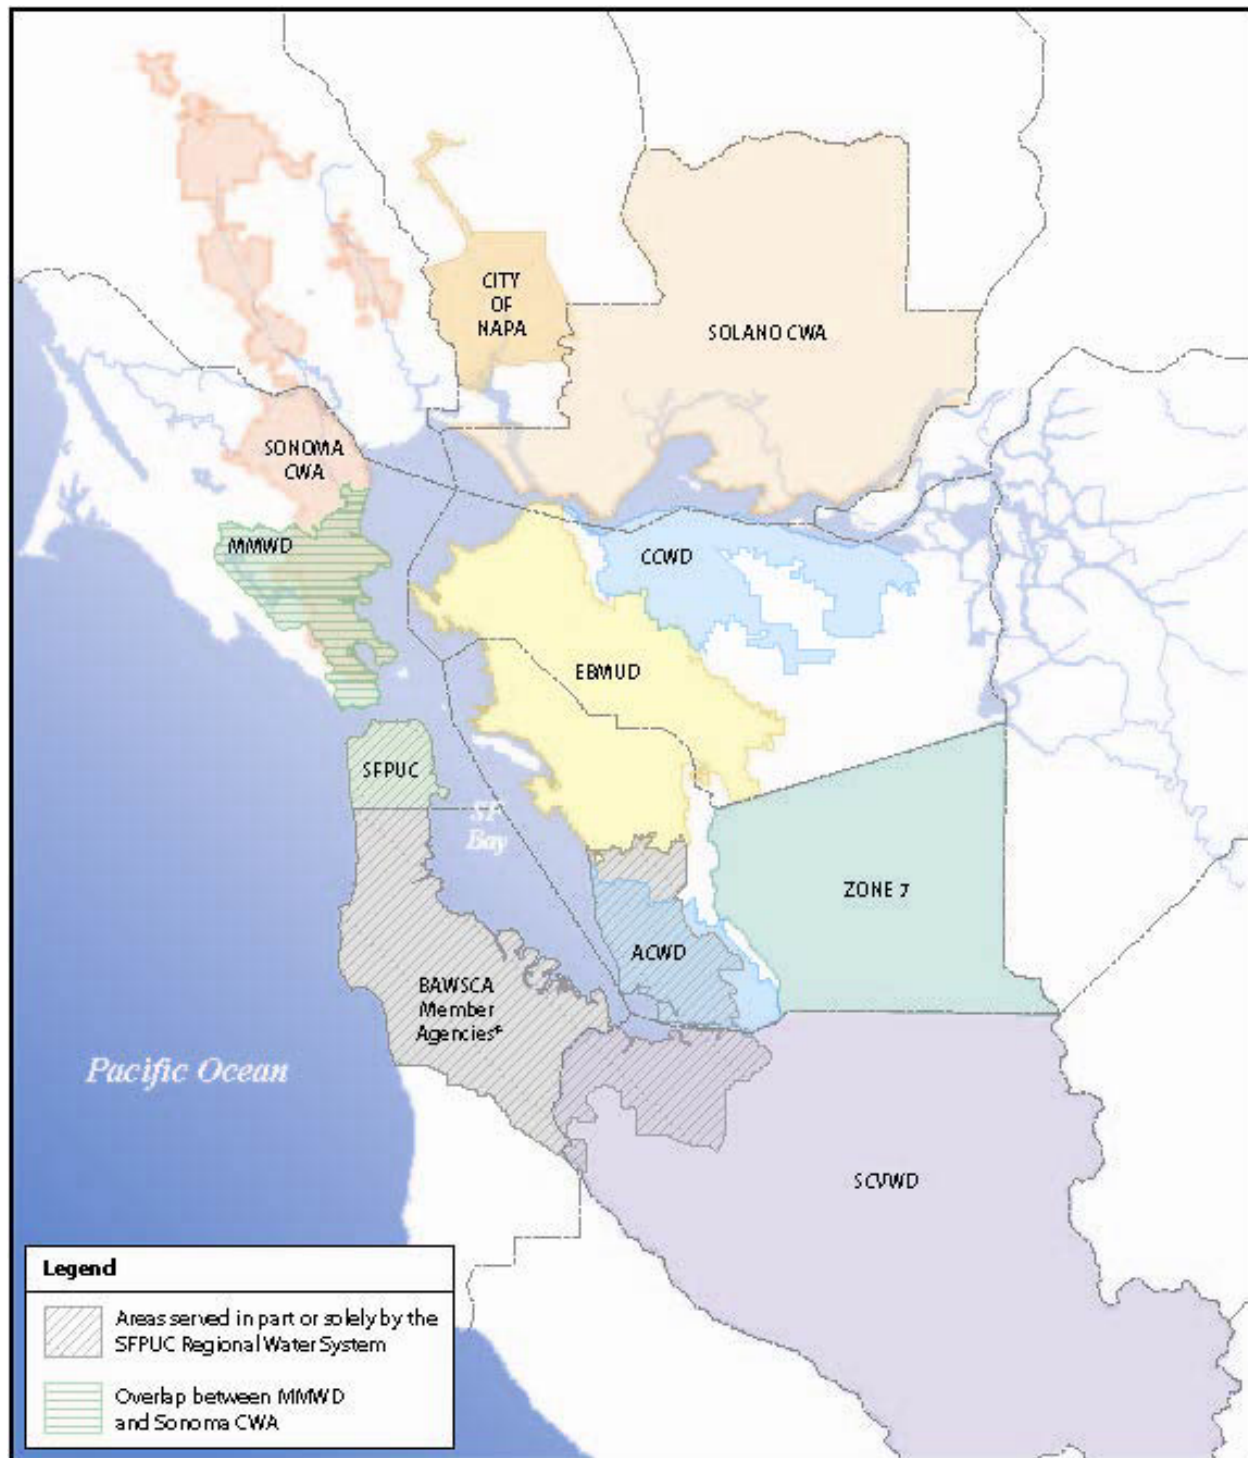 CITY
OF
NAPA
SOLANO CWA
SONOMA
CWA
MMWD
CCWD
EBMUD
SFPUC
SF
Bay
ZONE 7
ACWD
BAWSCA
Member
Agencies*
Pacific Ocean
SCVWD
Legend
Areas served in part or solely by the
SFPUC Regional Water System
Overlap between MMWD
and Sonoma CWA